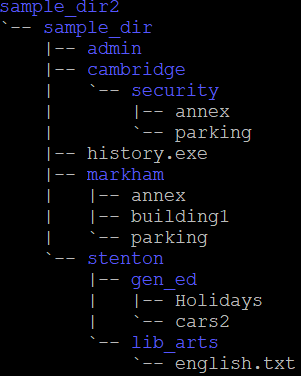 sample_dir2
`-- sample_dir
    |-- admin
    |-- cambridge
    |   `-- security
    |       |-- annex
    |       `-- parking
    |-- history.exe
    |-- markham
    |   |-- annex
    |   |-- building1
    |   `-- parking
    `-- stenton
        |-- gen_ed
        |   |-- Holidays
        |   `-- cars2
        `-- lib_arts
            `-- english.txt